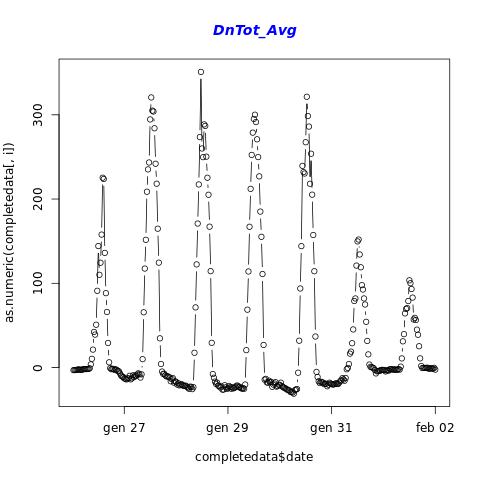 DnTot_Avg
as.numeric(completedata[, i])
300
200
100
0
gen 27
gen 29
gen 31
feb 02
completedata$date